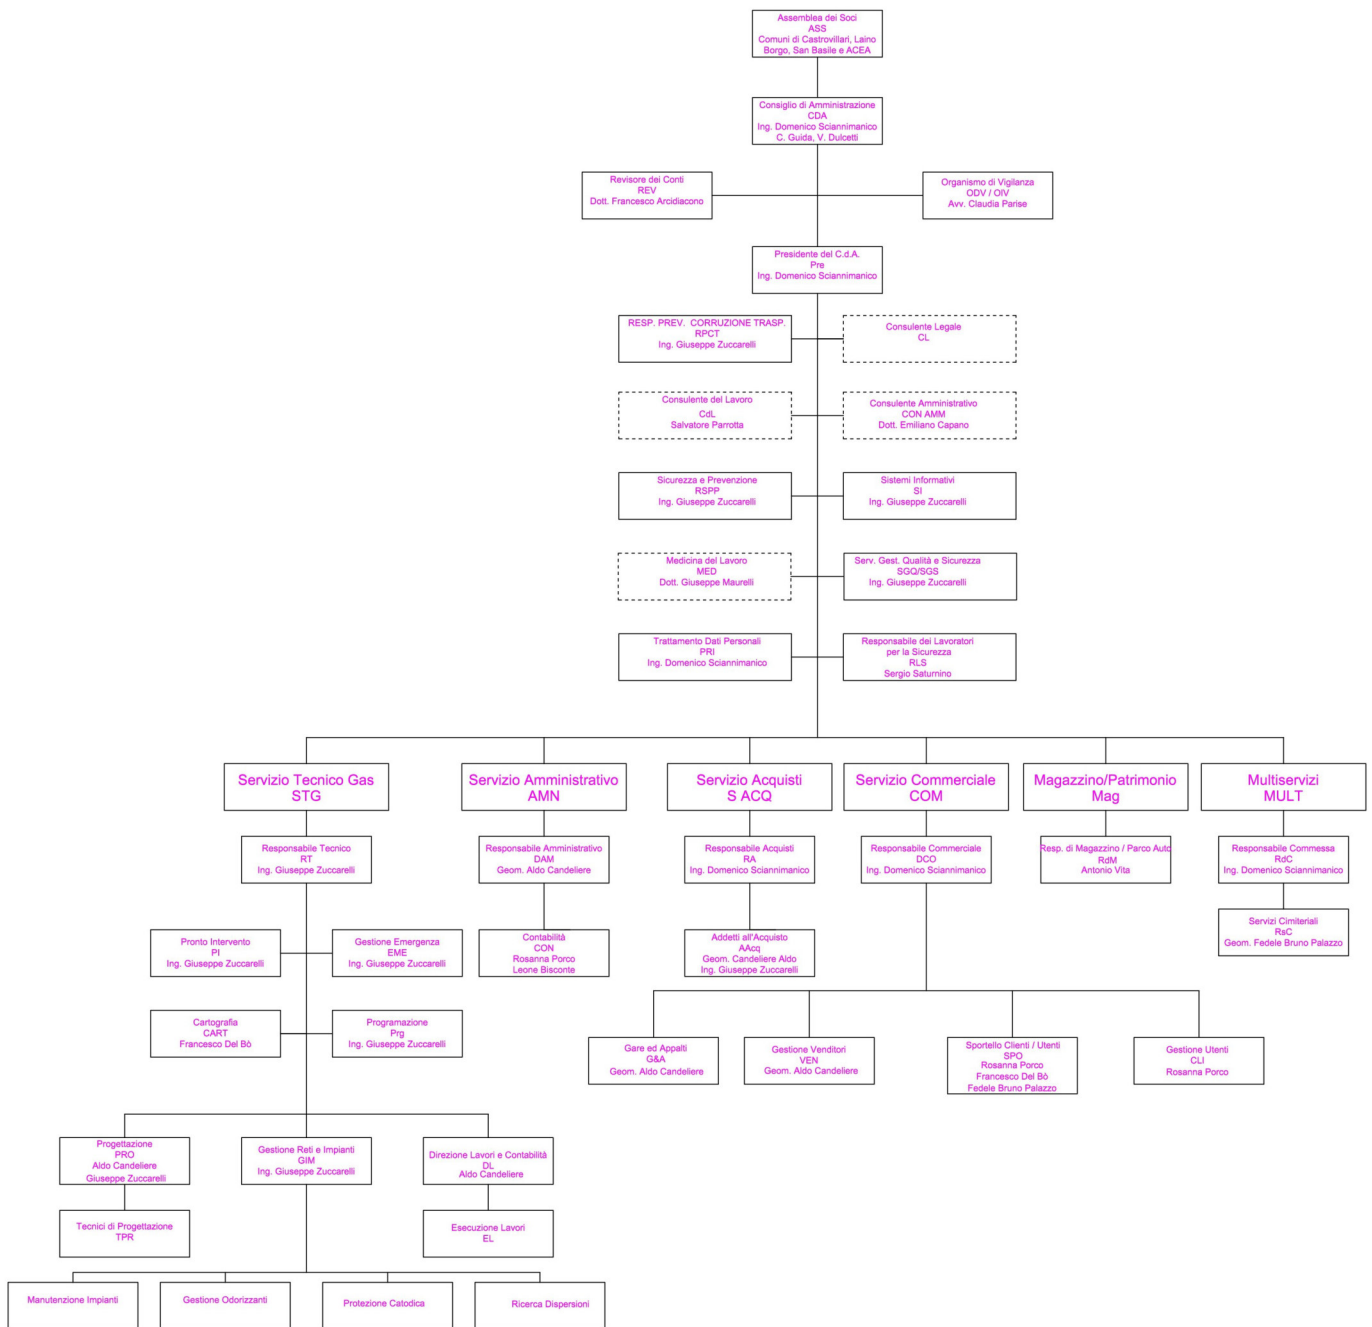 Assemblea dei Soci
ASS
Comuni di Castrovillari, Laino
Borgo, San Basile e ACEA
Consiglio di Amministrazione
CDA
Ing. Domenico Sciannimanico
C. Guida, V. Dulcetti
Revisore dei Conti
REV
Dott. Francesco Arcidiacono
Organismo di Vigilanza
ODV / OIV
Avv. Claudia Parise
Presidente del C.d.A.
Pre
Ing. Domenico Sciannimanico
RESP. PREV. CORRUZIONE TRASP.
RPCT
Ing. Giuseppe Zuccarelli
Consulente Legale
CL
Consulente del Lavoro
CdL
Salvatore Parrotta
Consulente Amministrativo
CON AMM
Dott. Emiliano Capano
Sicurezza e Prevenzione
RSPP
Ing. Giuseppe Zuccarelli
Sistemi Informativi
SI
Ing. Giuseppe Zuccarelli
Medicina del Lavoro
MED
Dott. Giuseppe Maurelli
Serv. Gest. Qualità e Sicurezza
SGQ/SGS
Ing. Giuseppe Zuccarelli
Trattamento Dati Personali
PRI
Ing. Domenico Sciannimanico
Responsabile dei Lavoratori
per la Sicurezza
RLS
Sergio Saturnino
Servizio Tecnico Gas
STG
Servizio Amministrativo
AMN
Servizio Acquisti
S ACQ
Servizio Commerciale
COM
Magazzino/Patrimonio
Mag
Multiservizi
MULT
Responsabile Tecnico
RT
Ing. Giuseppe Zuccarelli
Responsabile Amministrativo
DAM
Geom. Aldo Candeliere
Responsabile Acquisti
RA
Ing. Domenico Sciannimanico
Responsabile Commerciale
DCO
Ing. Domenico Sciannimanico
Resp. di Magazzino / Parco Auto
RdM
Antonio Vita
Responsabile Commessa
RdC
Ing. Domenico Sciannimanico
Servizi Cimiteriali
RsC
Geom. Fedele Bruno Palazzo
Pronto Intervento
PI
Ing. Giuseppe Zuccarelli
Gestione Emergenza
EME
Ing. Giuseppe Zuccarelli
Contabilità
CON
Rosanna Porco
Leone Bisconte
Addetti all'Acquisto
AAcq
Geom. Candeliere Aldo
Ing. Giuseppe Zuccarelli
Cartografia
CART
Francesco Del Bò
Programazione
Prg
Ing. Giuseppe Zuccarelli
Gare ed Appalti
G&A
Geom. Aldo Candeliere
Gestione Venditori
VEN
Geom. Aldo Candeliere
Sportello Clienti / Utenti
SPO
Rosanna Porco
Francesco Del Bò
Fedele Bruno Palazzo
Gestione Utenti
CLI
Rosanna Porco
Progettazione
PRO
Aldo Candeliere
Giuseppe Zuccarelli
Gestione Reti e Impianti
GIM
Ing. Giuseppe Zuccarelli
Direzione Lavori e Contabilità
DL
Aldo Candeliere
Tecnici di Progettazione
TPR
Esecuzione Lavori
EL
Manutenzione Impianti
Gestione Odorizzanti
Protezione Catodica
Ricerca Dispersioni